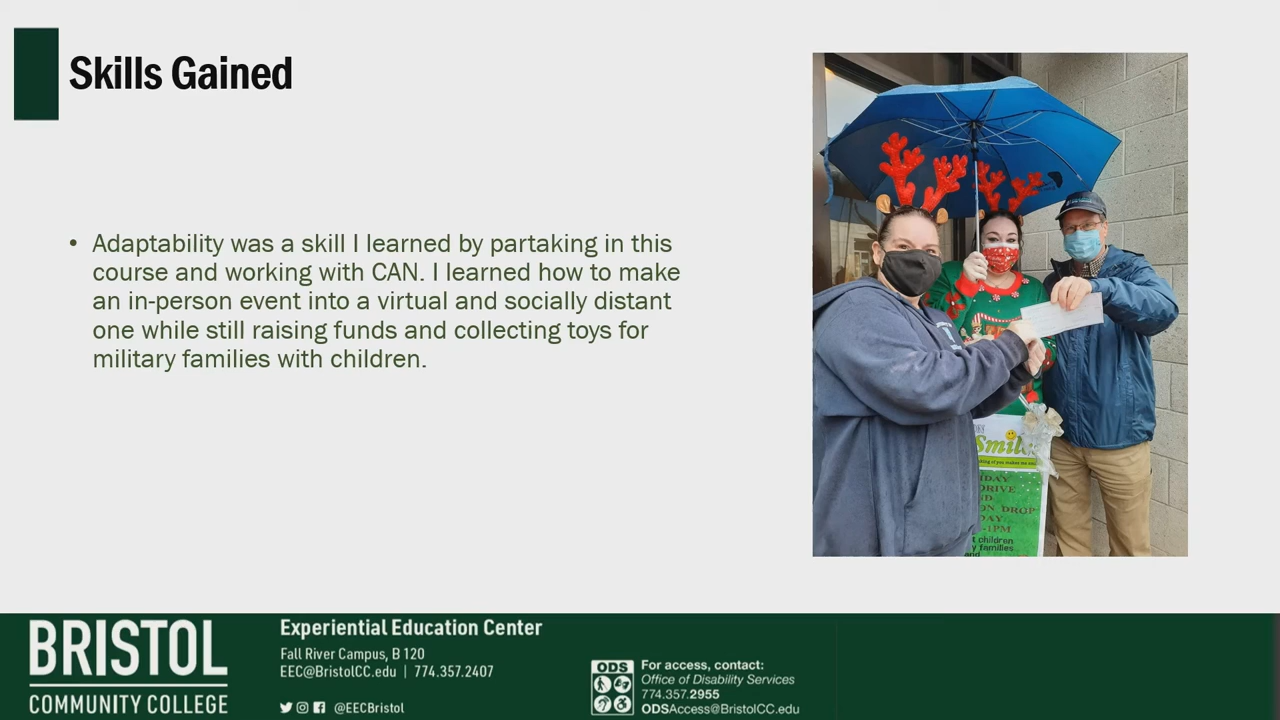 Skills Gained
• Adaptability was a skill I learned by partaking in this
course and working with CAN. I learned how to make
an in-person event into a virtual and socially distant
one while still raising funds and collecting toys for
military families with children.
Smile
DRIVE
DROP
-1PM
children
families
BRISTOL
COMMUNITY COLLEGE
Experiential Education Center
Fall River Campus, B 120
EEC@BristolCC.edu | 774.357.2407
@EECBristol
ODS
For access, contact:
Office of Disability Services
774.357.2955
ODSAccess@BristolCC.edu